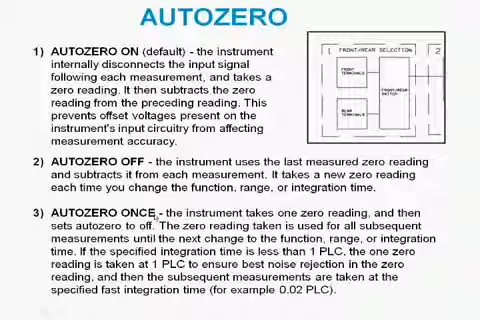 AUTOZERO
1) AUTOZERO ON (default) - the instrument
internally disconnects the input signal
following each measurement, and takes a
zero reading. It then subtracts the zero
reading from the preceding reading. This
prevents offset voltages present on the
instrument's input circuitry from affecting
measurement accuracy.
1 FRONT/REAR SELECTION
2
FRONT
TERMINALS
FRONT/REAR
SWITCH
REAR
TERMINALS
2) AUTOZERO OFF - the instrument uses the last measured zero reading
and subtracts it from each measurement. It takes a new zero reading
each time you change the function, range, or integration time.
3) AUTOZERO ONCE - the instrument takes one zero reading, and then
sets autozero to off. The zero reading taken is used for all subsequent
measurements until the next change to the function, range, or integration
time. If the specified integration time is less than 1 PLC, the one zero
reading is taken at 1 PLC to ensure best noise rejection in the zero
reading, and then the subsequent measurements are taken at the
specified fast integration time (for example 0.02 PLC).